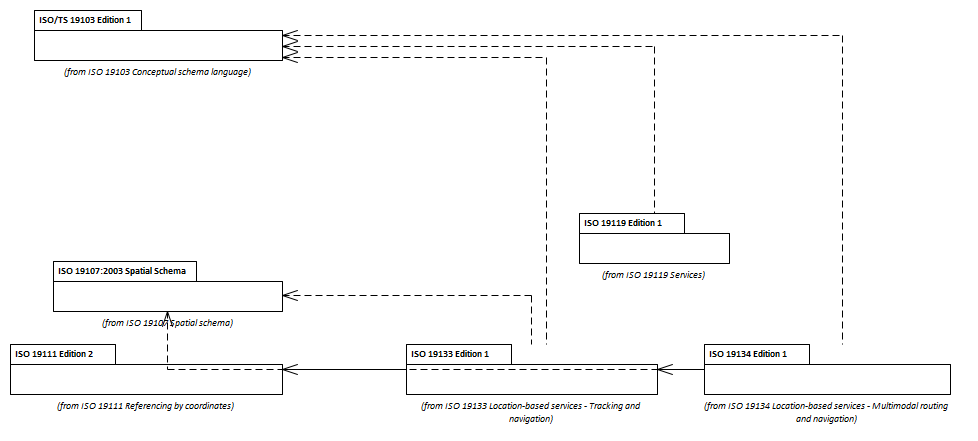 ISO/TS 19103 Edition 1
(from ISO 19103 Conceptual schema language)
ISO 19119 Edition 1
(from ISO 19119 Services)
ISO 19107:2003 Spatial Schema
(from ISO 19107 Spatial schema)
ISO 19111 Edition 2
(from ISO 19111 Referencing by coordinates)
ISO 19133 Edition 1
(from ISO 19133 Location-based services - Tracking and
navigation)
ISO 19134 Edition 1
(from ISO 19134 Location-based services - Multimodal routing
and navigation)